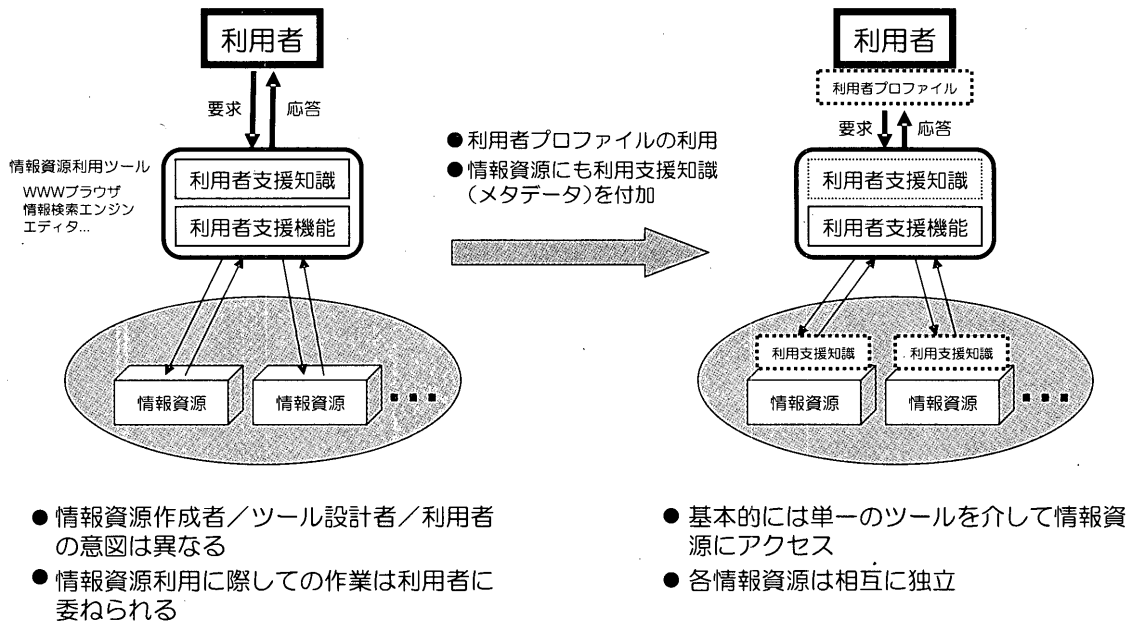 利用者
要求
応答
情報資源利用ツール
WWWブラウザ
情報検索エンジン
エディタ...
利用者支援知識
利用者支援機能
情報資源
情報資源
● 情報資源作成者/ツール設計者/利用者
の意図は異なる
● 情報資源利用に際しての作業は利用者に
委ねられる
● 利用者プロファイルの利用
● 情報資源にも利用支援知識
(メタデータ)を付加
利用者
利用者プロファイル
要求
応答
利用者支援知識
利用者支援機能
利用支援知識
利用支援知識
情報資源
情報資源
● 基本的には単一のツールを介して情報資
源にアクセス
● 各情報資源は相互に独立